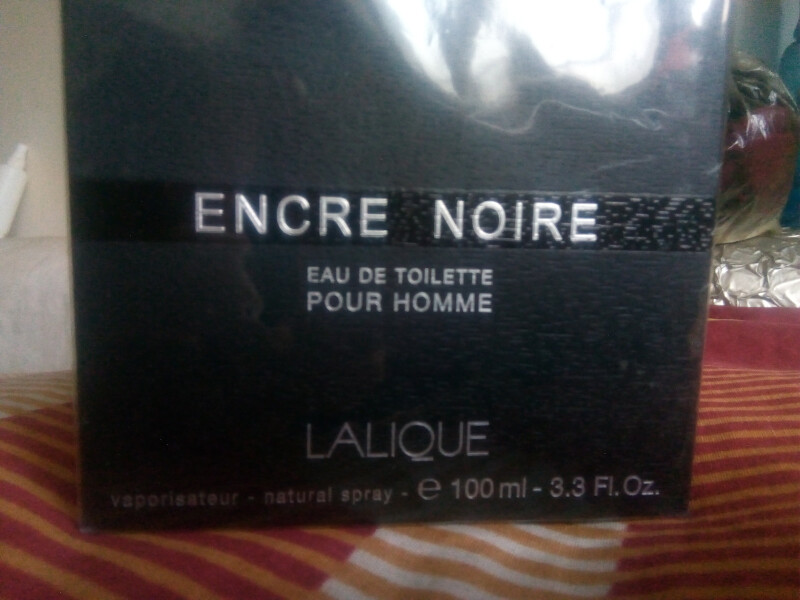 ENCRE NOIRE
EAU DE TOILETTE
POUR HOMME
LALIQUE
vaporisateur - natural spray - ℮ 100 ml - 3.3 Fl.Oz.